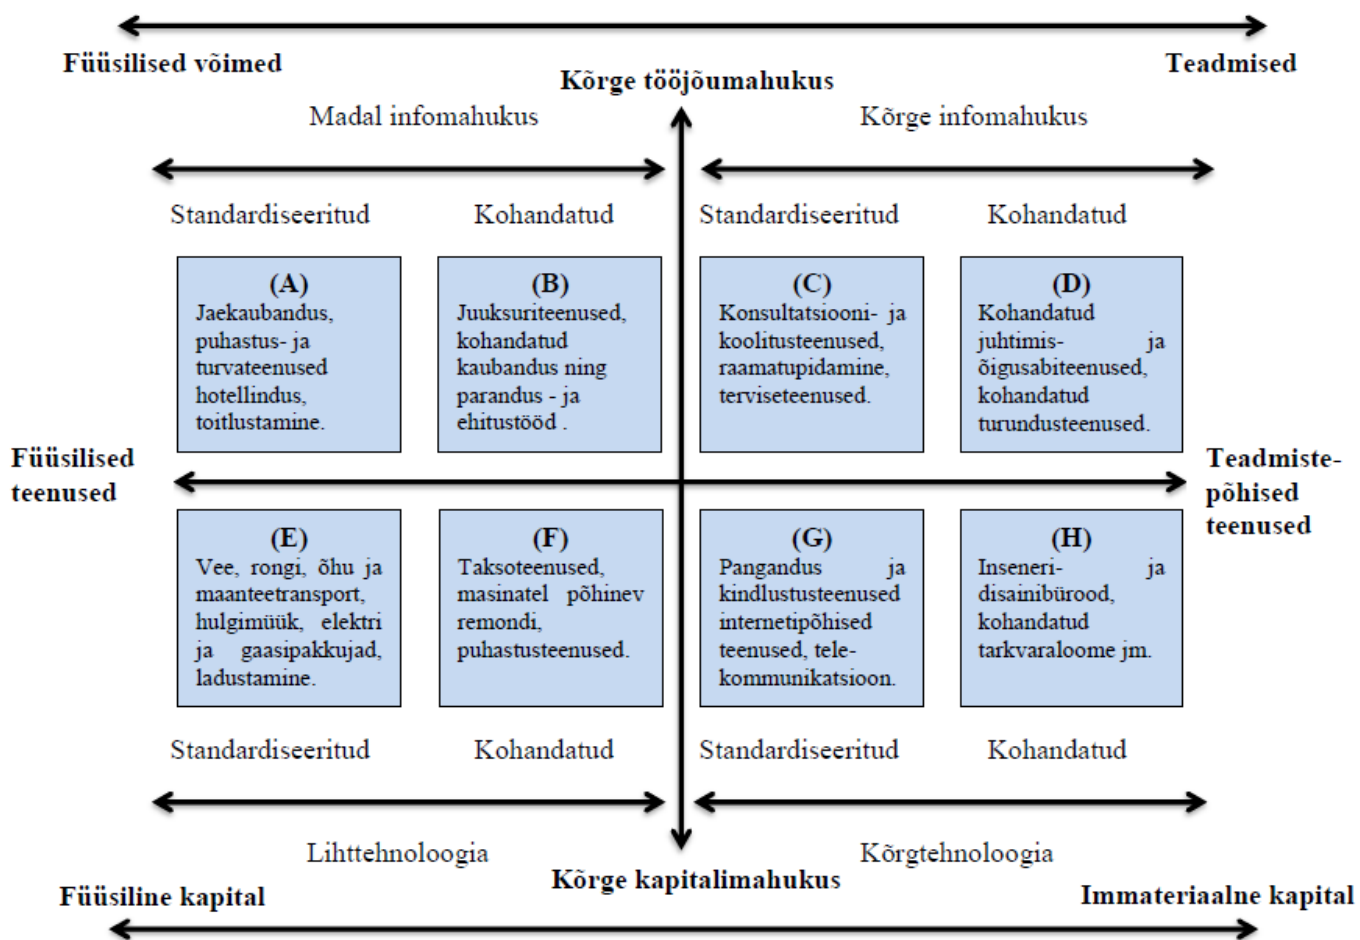 Füüsilised võimed
Teadmised
Kõrge tööjõumahukus
Madal infomahukus
Kõrge infomahukus
Standardiseeritud
Kohandatud
Standardiseeritud
Kohandatud
(A)
Jaekaubandus,
puhastus- ja
turvateenused
hotellindus,
toitlustamine.
(B)
Juuksuriteenused,
kohandatud
kaubandus ning
parandus - ja
ehitustööd .
(C)
Konsultatsiooni- ja
koolitusteenused,
raamatupidamine,
terviseteenused.
(D)
Kohandatud
juhtimis- ja
õigusabiteenused,
kohandatud
turundusteenused.
Füüsilised
teenused
Teadmiste-
põhised
teenused
(E)
Vee, rongi, õhu ja
maanteetransport,
hulgimüük, elektri
ja gaasipakkujad,
ladustamine.
(F)
Taksoteenused,
masinatel põhinev
remondi,
puhastusteenused.
(G)
Pangandus ja
kindlustusteenused
internetipõhised
teenused, tele-
kommunikatsioon.
(H)
Inseneri- ja
disainibürood,
kohandatud
tarkvaraloome jm.
Standardiseeritud
Kohandatud
Standardiseeritud
Kohandatud
Lihttehnoloogia
Kõrgtehnoloogia
Kõrge kapitalimahukus
Füüsiline kapital
Immateriaalne kapital